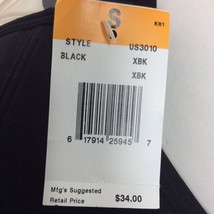 S
KW1
STYLE US3010
BLACK XBK
XBK
6 17914 25945 7
Mfg's Suggested
Retail Price $34.00